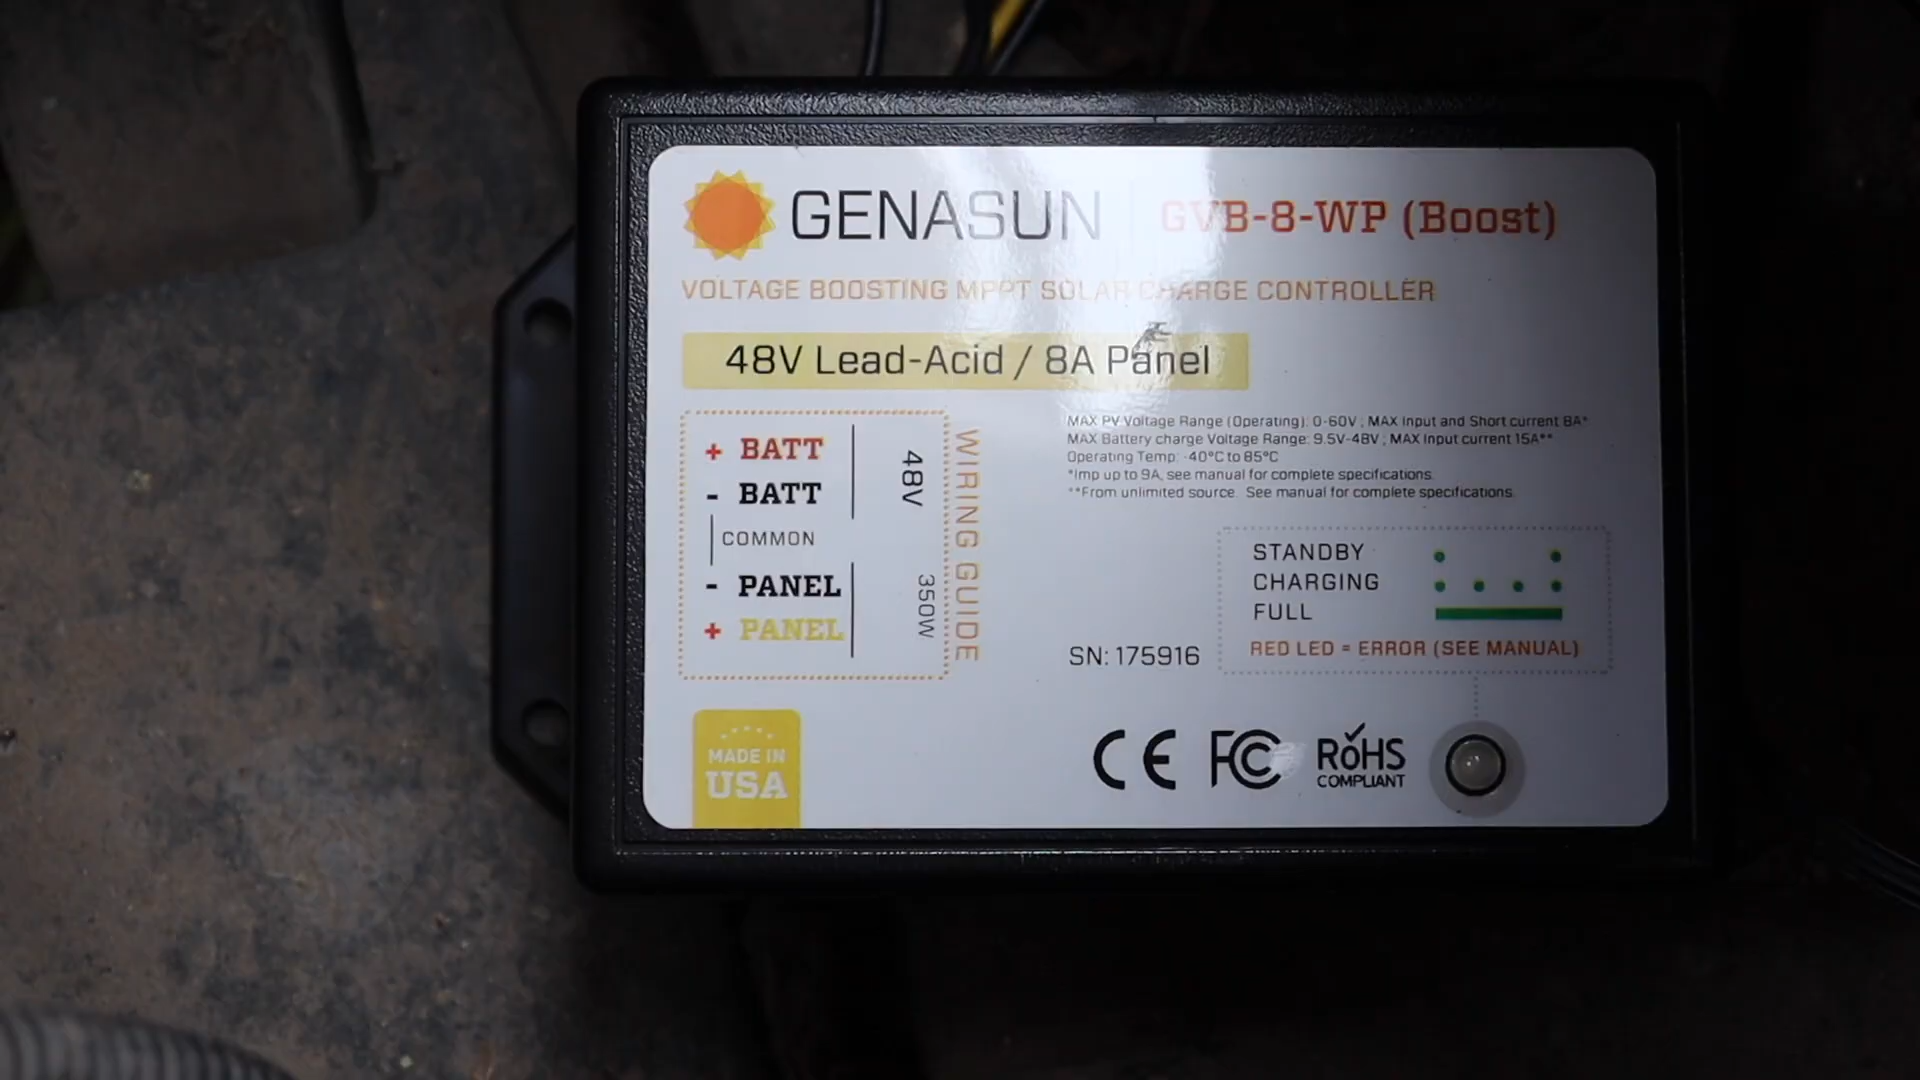 GENASUN
GVB-8-WP (Boost)
VOLTAGE BOOSTING MPPT SOLAR CHARGE CONTROLLER
48V Lead-Acid / 8A Panel
+ BATT
- BATT
48V
COMMON
- PANEL
+ PANEL
350W
WIRING GUIDE
MAX PV Voltage Range (Operating): 0-60V ; MAX Input and Short current 8A*
MAX Battery charge Voltage Range: 9.5V-48V ; MAX Input current 15A**
Operating Temp: -40°C to 85°C
*Imp up to 9A, see manual for complete specifications.
**From unlimited source. See manual for complete specifications.
STANDBY
CHARGING
FULL
RED LED = ERROR (SEE MANUAL)
SN: 175916
MADE IN
USA
CE FC RoHS
COMPLIANT